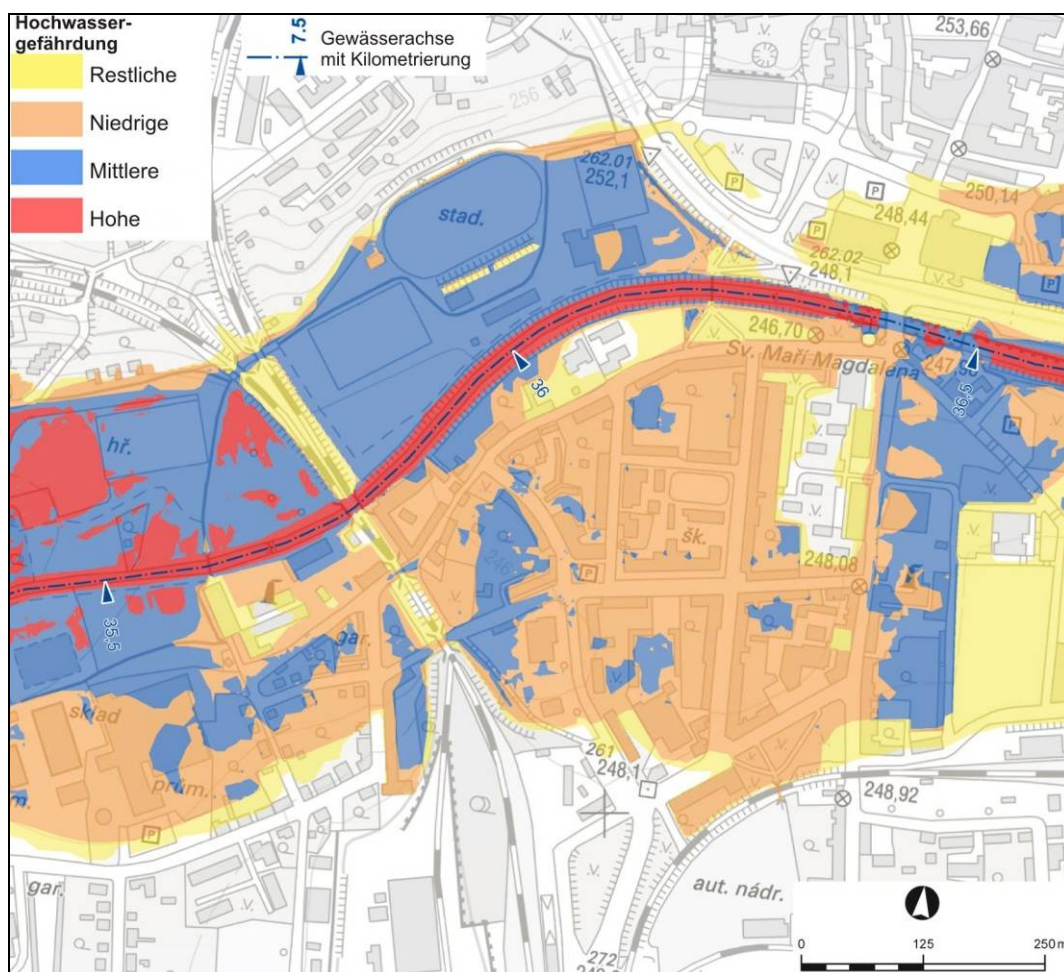 Hochwasser-
gefährdung
Restliche
Niedrige
Mittlere
Hohe
7.5
Gewässerachse
mit Kilometrierung
253,66
256
262.01
252,1
stad.
250,14
P
P
248,44
262.02
248,1
P
246,70
Sv. Maří Magdalena
36
36,5
P
hř.
šk.
P
248,08
35,5
gar.
sklad
prům.
m.
P
261
248,1
248,92
gar.
aut. nádr.
272
0
125
250 m